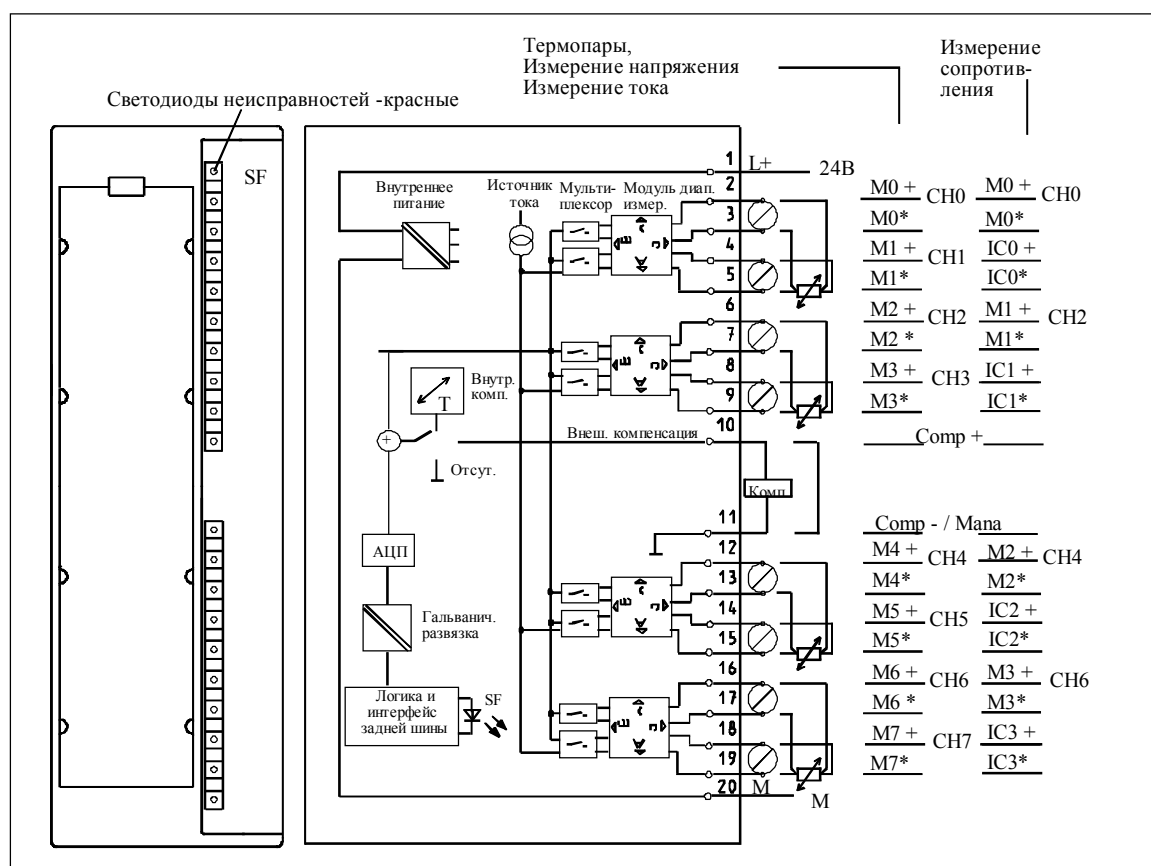 Термопары,
Измерение напряжения
Измерение тока
Измерение
сопротив-
ления
Светодиоды неисправностей -красные
SF
Внутреннее
питание
Источник
тока
Мульти-
плексор
Модуль диап.
измер.
1
L+
24В
2
3
4
5
6
7
8
9
10
M0 +
CH0
M0*
M1 +
CH1
M1*
M2 +
CH2
M2 *
M3 +
CH3
M3*
M0 +
CH0
M0*
IC0 +
IC0*
M1 +
CH2
M1*
IC1 +
IC1*
Comp +
T
Внутр.
комп.
+
Внеш. компенсация
Отсут.
Комп.
11
Comp - / Mana
АЦП
Гальванич.
развязка
Логика и
интерфейс
задней шины
SF
12
13
14
15
16
17
18
19
20
M
M
M4 +
CH4
M4*
M5 +
CH5
M5*
M6 +
CH6
M6 *
M7 +
CH7
M7*
M2 +
CH4
M2*
IC2 +
IC2*
M3 +
CH6
M3*
IC3 +
IC3*